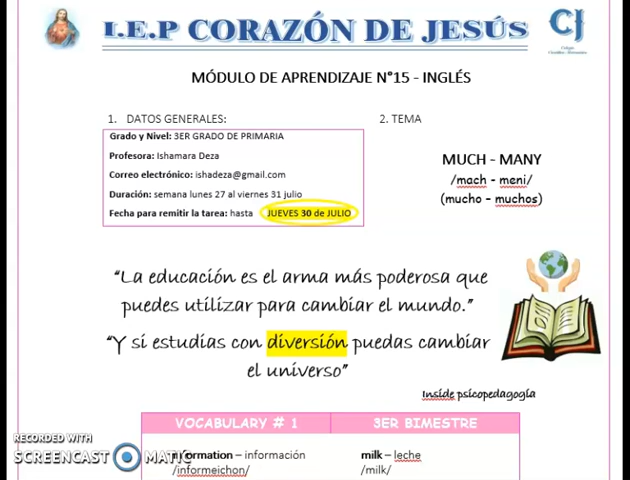 I.E.P CORAZÓN DE JESÚS
CJ
MÓDULO DE APRENDIZAJE N°15 - INGLÉS
1. DATOS GENERALES:
Grado y Nivel: 3ER GRADO DE PRIMARIA
Profesora: Ishamara Deza
Correo electrónico: ishadeza@gmail.com
Duración: semana lunes 27 al viernes 31 julio
Fecha para remitir la tarea: hasta JUEVES 30 de JULIO
2. TEMA
MUCH - MANY
/mach - meni/
(mucho - muchos)
“La educación es el arma más poderosa que
puedes utilizar para cambiar el mundo.”
“Y si estudias con diversión puedas cambiar
el universo”
Inside psicopedagogía
VOCABULARY # 1 3ER BIMESTRE
information – información milk – leche
/informeichon/ /milk/
RECORDED WITH
SCREENCAST MATIC